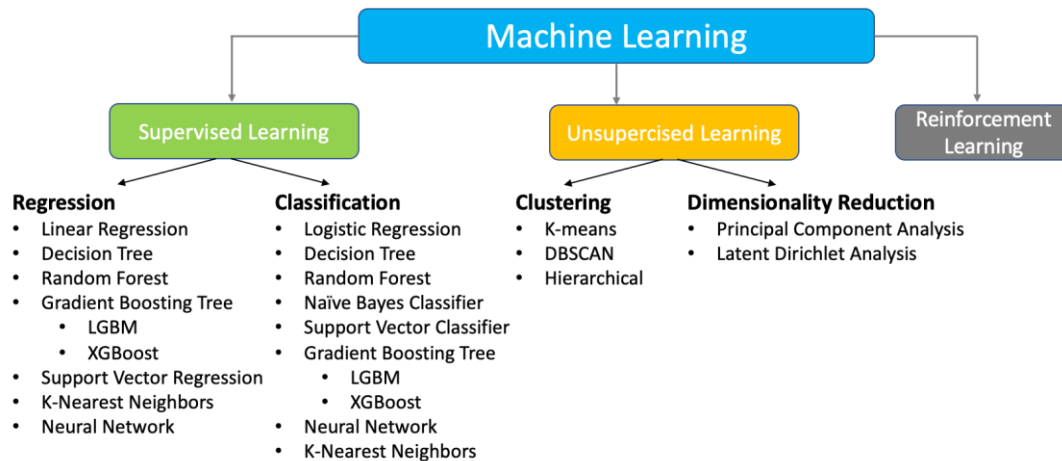 Machine Learning
Supervised Learning
Unsupercised Learning
Reinforcement
Learning
Regression
• Linear Regression
• Decision Tree
• Random Forest
• Gradient Boosting Tree
• LGBM
• XGBoost
• Support Vector Regression
• K-Nearest Neighbors
• Neural Network
Classification
• Logistic Regression
• Decision Tree
• Random Forest
• Naïve Bayes Classifier
• Support Vector Classifier
• Gradient Boosting Tree
• LGBM
• XGBoost
• Neural Network
• K-Nearest Neighbors
Clustering
• K-means
• DBSCAN
• Hierarchical
Dimensionality Reduction
• Principal Component Analysis
• Latent Dirichlet Analysis